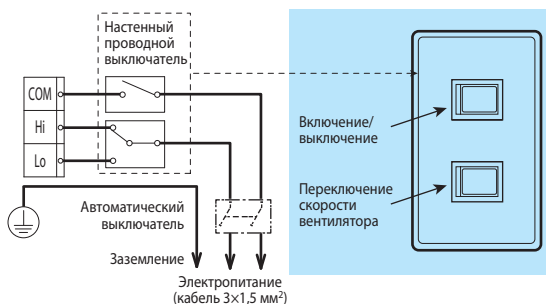 Настенный
проводной
выключатель
COM
Hi
Lo
Автоматический
выключатель
Заземление
Электропитание
(кабель 3×1,5 мм²)
Включение/
выключение
Переключение
скорости
вентилятора